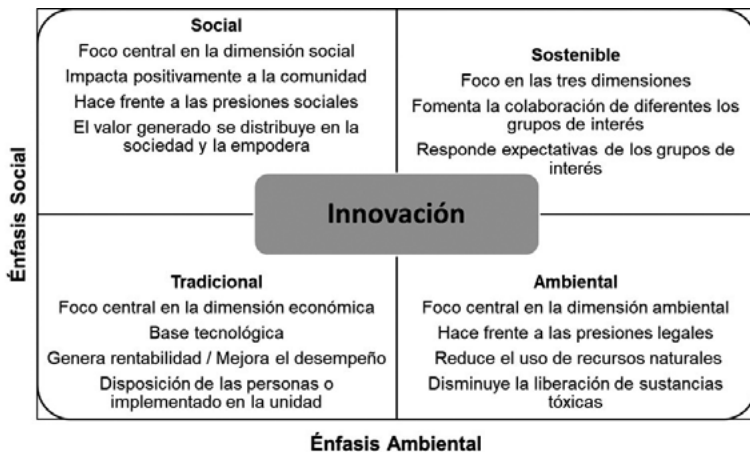 Social
Foco central en la dimensión social
Impacta positivamente a la comunidad
Hace frente a las presiones sociales
El valor generado se distribuye en la
sociedad y la empodera
Sostenible
Foco en las tres dimensiones
Fomenta la colaboración de diferentes los
grupos de interés
Responde expectativas de los grupos de
interés
Énfasis Social
Innovación
Tradicional
Foco central en la dimensión económica
Base tecnológica
Genera rentabilidad / Mejora el desempeño
Disposición de las personas o
implementado en la unidad
Ambiental
Foco central en la dimensión ambiental
Hace frente a las presiones legales
Reduce el uso de recursos naturales
Disminuye la liberación de sustancias
tóxicas
Énfasis Ambiental